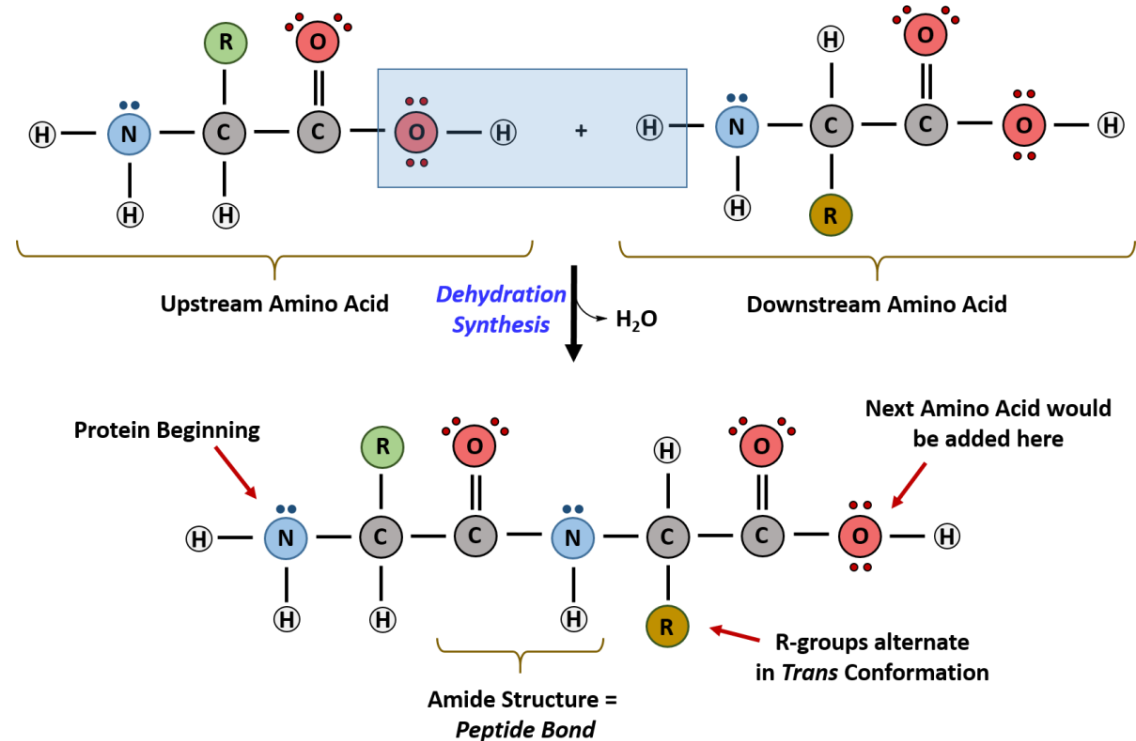 R O O
H N C C O H + H N C C O H
H H H R
Upstream Amino Acid
Downstream Amino Acid
Dehydration
Synthesis
H₂O
Protein Beginning
Next Amino Acid would
be added here
R O H O
H N C C N C C O H
H H H R
R-groups alternate
in Trans Conformation
Amide Structure =
Peptide Bond